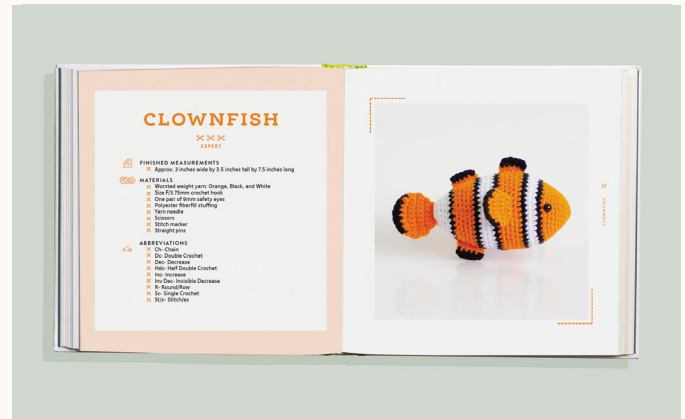 CLOWNFISH
EXPERT
FINISHED MEASUREMENTS
Approx. 3 inches wide by 3.5 inches tall by 7.5 inches long
MATERIALS
Worsted weight yarn: Orange, Black, and White
Size F/3.75mm crochet hook
One pair of 9mm safety eyes
Polyester fiberfill stuffing
Yarn needle
Scissors
Stitch marker
Straight pins
ABBREVIATIONS
Ch- Chain
Dc- Double Crochet
Dec- Decrease
Hdc- Half Double Crochet
Inc- Increase
Inv Dec- Invisible Decrease
R- Round/Row
Sc- Single Crochet
St/s- Stitch/es